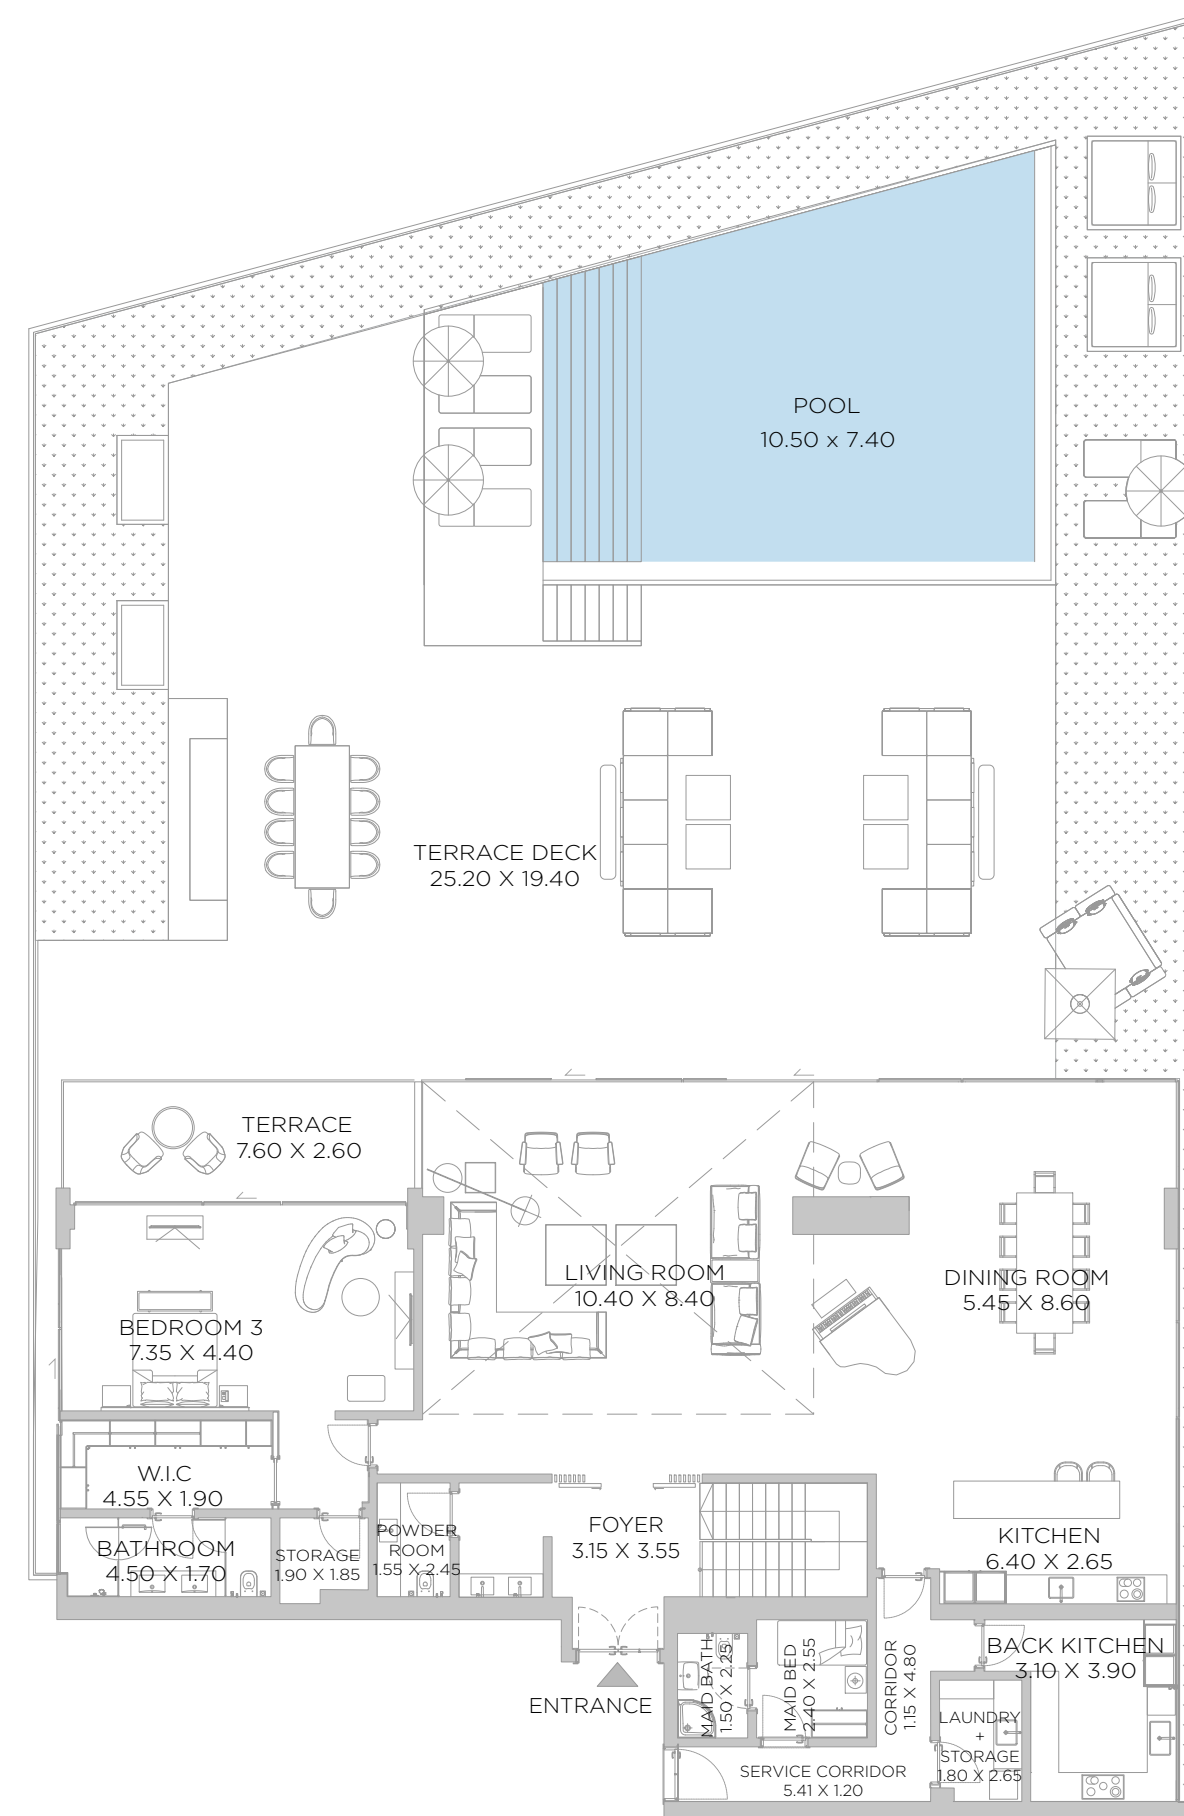 POOL
10.50 x 7.40
TERRACE DECK
25.20 X 19.40
TERRACE
7.60 X 2.60
LIVING ROOM
10.40 X 8.40
DINING ROOM
5.45 X 8.60
BEDROOM 3
7.35 X 4.40
W.I.C
4.55 X 1.90
BATHROOM
4.50 X 1.70
STORAGE
1.90 X 1.85
POWDER
ROOM
1.55 X 2.45
FOYER
3.15 X 3.55
KITCHEN
6.40 X 2.65
ENTRANCE
MAID BATH
1.50 X 2.25
MAID BED
2.40 X 2.55
CORRIDOR
1.15 X 4.80
BACK KITCHEN
3.10 X 3.90
LAUNDRY
+
STORAGE
1.80 X 2.65
SERVICE CORRIDOR
5.41 X 1.20